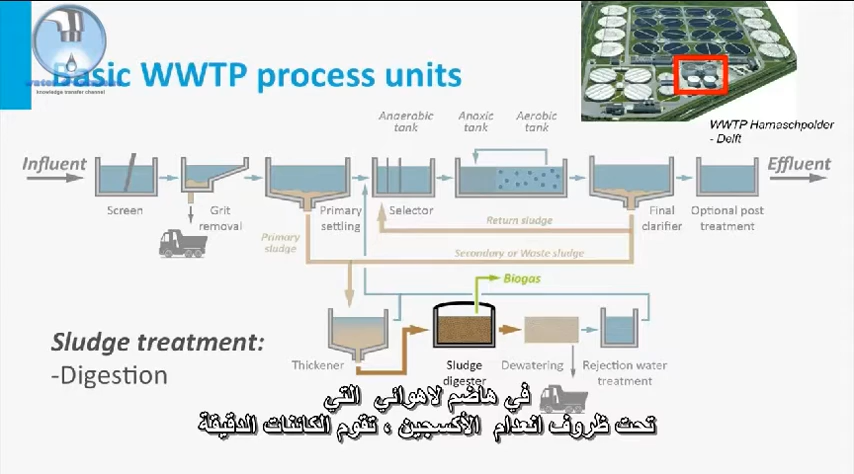 Basic WWTP process units
knowledge transfer channel
WWTP Harnaschpolder
- Delft
Anaerobic tank
Anoxic tank
Aerobic tank
Influent
Effluent
Screen
Grit removal
Primary settling
Selector
Return sludge
Final clarifier
Optional post treatment
Primary sludge
Secondary or Waste sludge
Biogas
Sludge treatment:
-Digestion
Thickener
Sludge digester
Dewatering
Rejection water treatment
في هاضم لاهوائي التي
تحت ظروف انعدام الأكسجين ، تقوم الكائنات الدقيقة